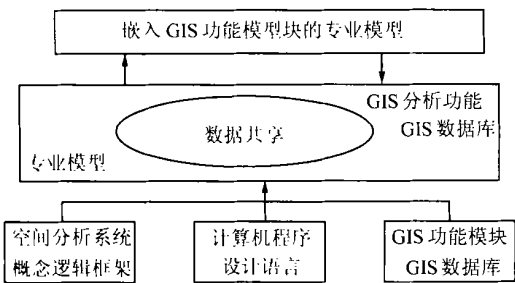 嵌入GIS功能模型块的专业模型
GIS分析功能
GIS数据库
数据共享
专业模型
空间分析系统
概念逻辑框架
计算机程序
设计语言
GIS功能模块
GIS数据库